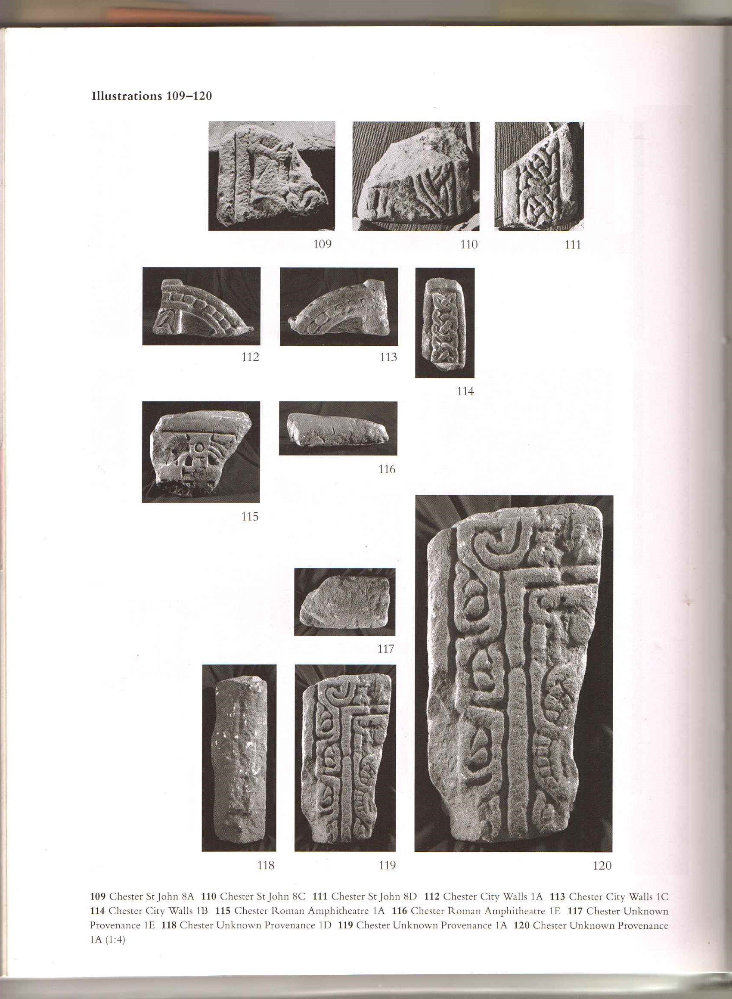 Illustrations 109–120
109
110
111
112
113
114
115
116
117
118
119
120
109 Chester St John 8A 110 Chester St John 8C 111 Chester St John 8D 112 Chester City Walls 1A 113 Chester City Walls 1C
114 Chester City Walls 1B 115 Chester Roman Amphitheatre 1A 116 Chester Roman Amphitheatre 1E 117 Chester Unknown
Provenance 1E 118 Chester Unknown Provenance 1D 119 Chester Unknown Provenance 1A 120 Chester Unknown Provenance
1A (1:4)